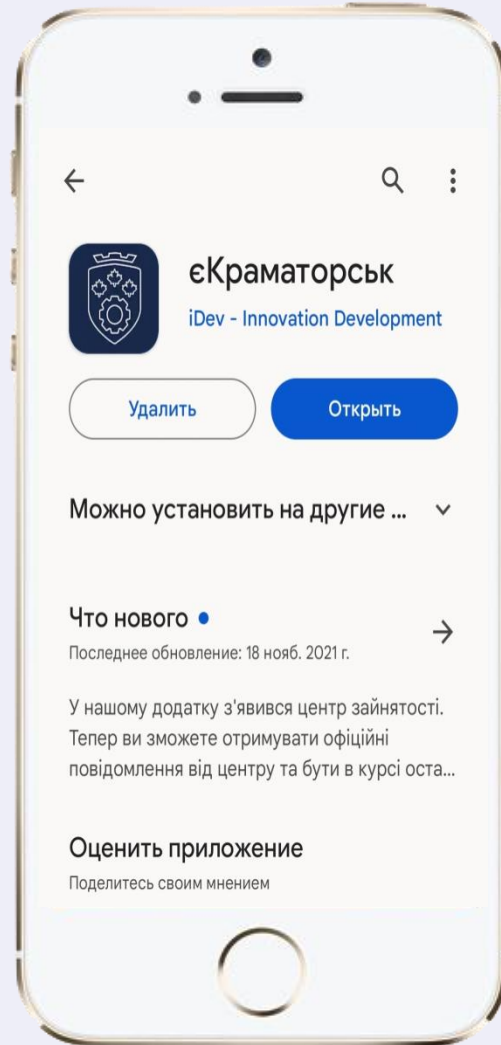 єКраматорськ
iDev - Innovation Development
Удалить
Открыть
Можно установить на другие ...
Что нового
Последнее обновление: 18 нояб. 2021 г.
У нашому додатку з'явився центр зайнятості.
Тепер ви зможете отримувати офіційні
повідомлення від центру та бути в курсі оста...
Оценить приложение
Поделитесь своим мнением